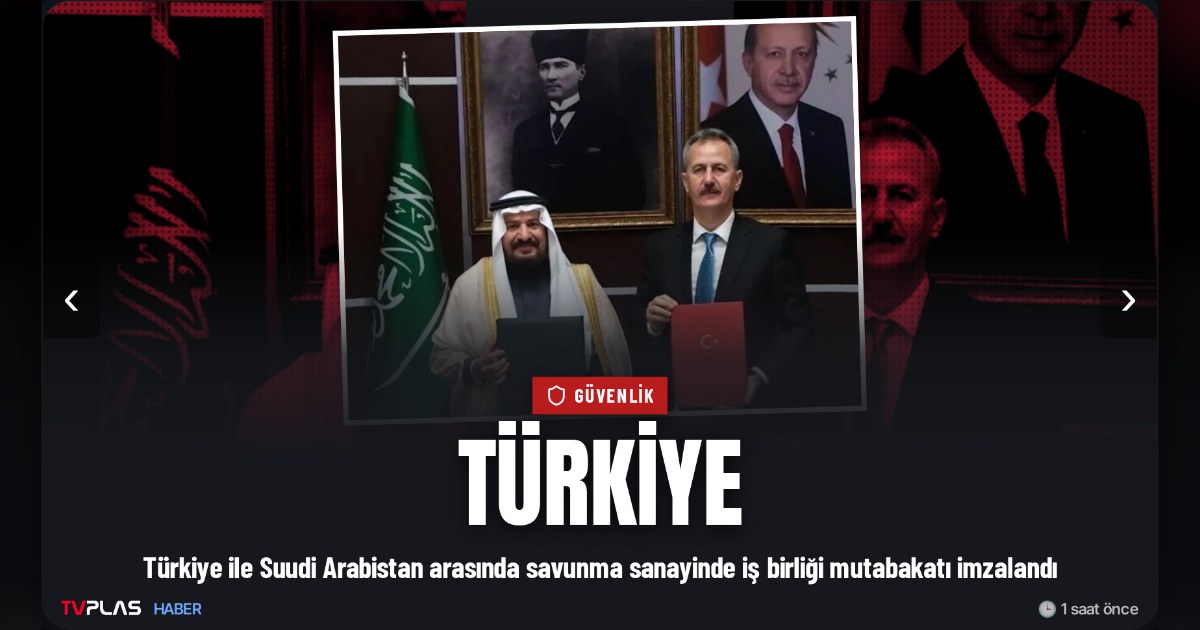 GÜVENLİK
TÜRKİYE
Türkiye ile Suudi Arabistan arasında savunma sanayinde iş birliği mutabakatı imzalandı
TVPLAS HABER
1 saat önce